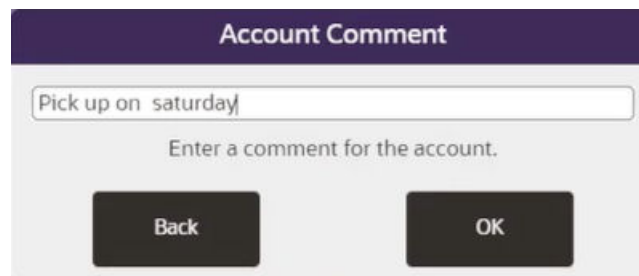 Account Comment
Pick up on  saturday
Enter a comment for the account.
Back
OK